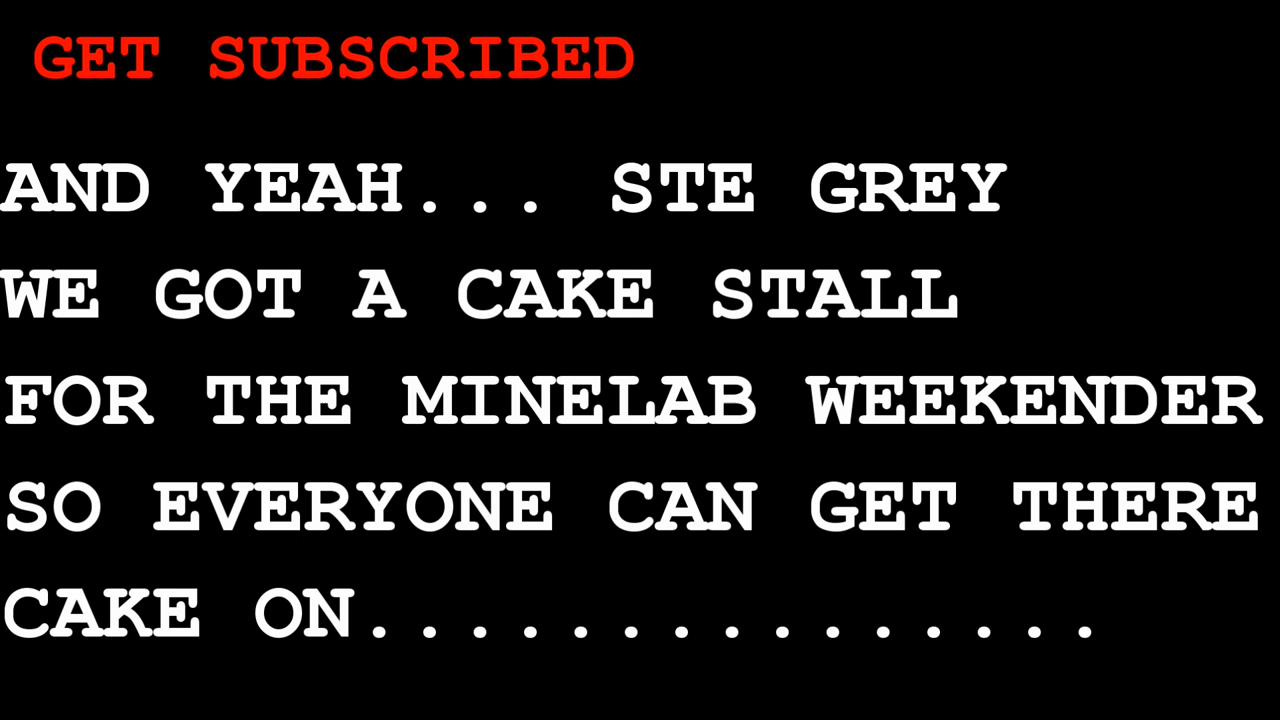 GET SUBSCRIBED
AND YEAH... STE GREY
WE GOT A CAKE STALL
FOR THE MINELAB WEEKENDER
SO EVERYONE CAN GET THERE
CAKE ON...............